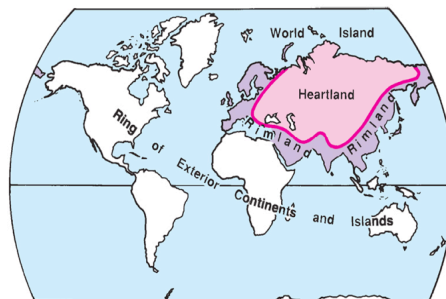 World Island
Heartland
Rimland
Rimland
Ring of Exterior Continents and Islands